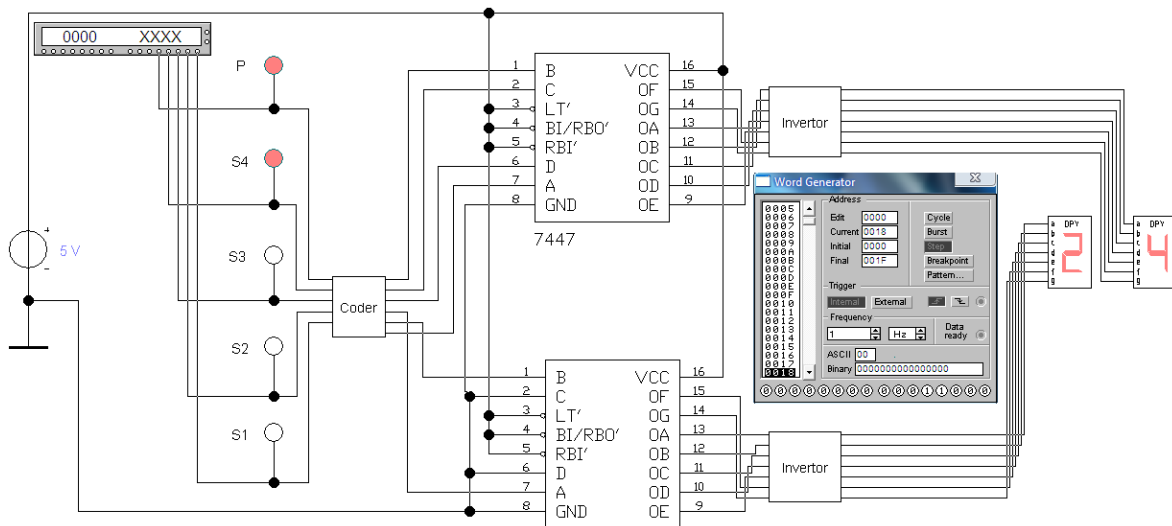 0000 XXXX
P
S4
S3
S2
S1
5 V
+
-
Coder
1 B VCC 16
2 C OF 15
3 LT' OG 14
4 BI/RBO' OA 13
5 RBI' OB 12
6 D OC 11
7 A OD 10
8 GND OE 9
7447
Invertor
Word Generator
0005
0006
0007
0008
0009
000A
000B
000C
000D
000E
000F
0010
0011
0012
0013
0014
0015
0016
0017
0018
Address
Edit 0000 Cycle
Current 0018 Burst
Initial 0000 Step
Final 001F Breakpoint
Pattern...
Trigger
Internal External
Frequency
1 Hz Data
ready
ASCII 00
Binary 0000000000000000
0000000000011000
DPY
a
b
c
d
e
f
g
2
DPY
a
b
c
d
e
f
g
4
1 B VCC 16
2 C OF 15
3 LT' OG 14
4 BI/RBO' OA 13
5 RBI' OB 12
6 D OC 11
7 A OD 10
8 GND OE 9
Invertor